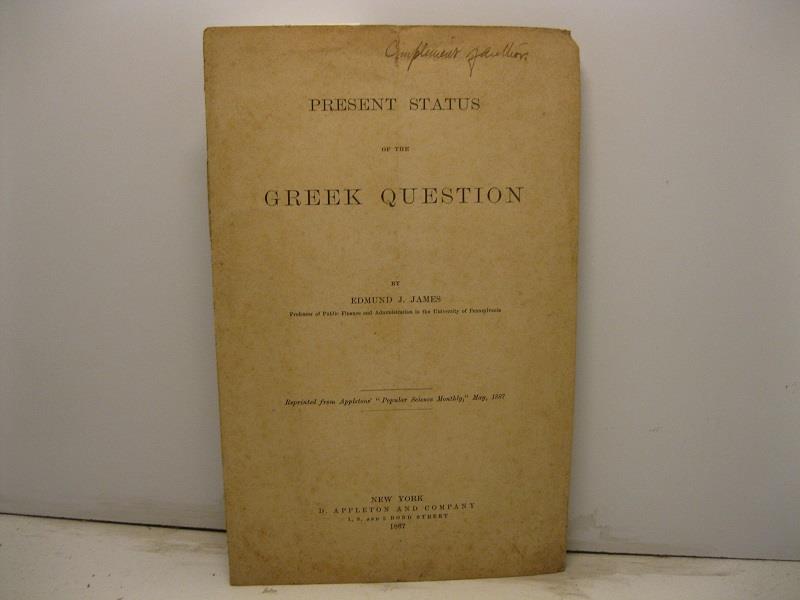 Compliment of author.
PRESENT STATUS
OF THE
GREEK QUESTION
BY
EDMUND J. JAMES
Professor of Public Finance and Administration in the University of Pennsylvania
Reprinted from Appletons' "Popular Science Monthly," May, 1887
NEW YORK
D. APPLETON AND COMPANY
1, 3, AND 5 BOND STREET
1887